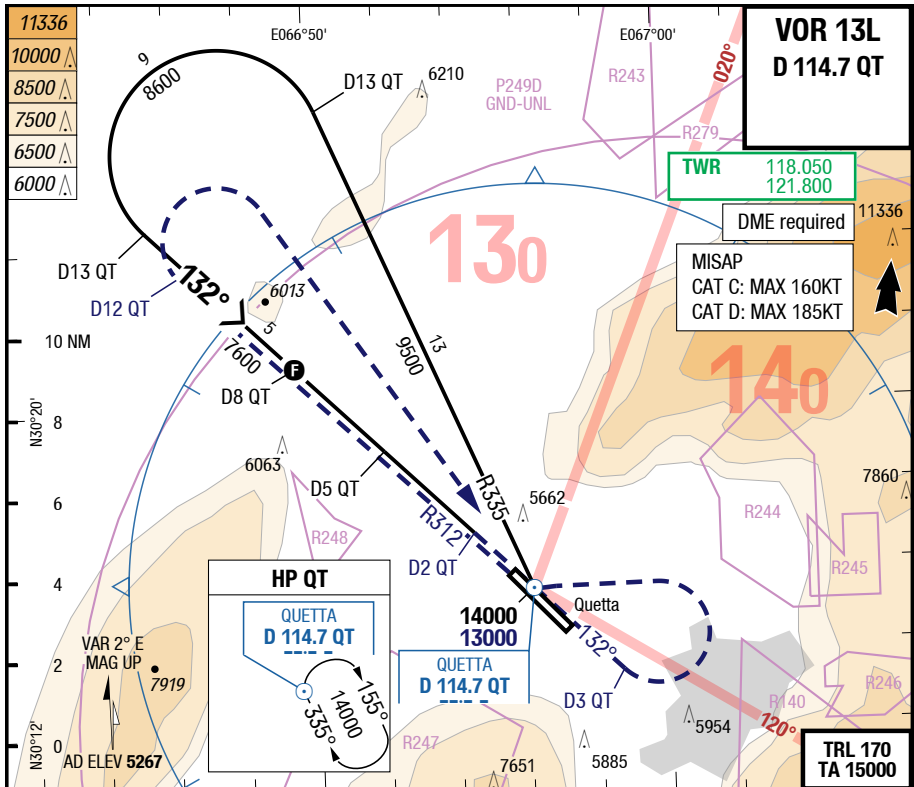 11336
10000
8500
7500
6500
6000
E066°50'
E067°00'
VOR 13L
D 114.7 QT
9
8600
D13 QT
6210
P249D
GND-UNL
R243
020°
R279
TWR 118.050
121.800
DME required
11336
MISAP
CAT C: MAX 160KT
CAT D: MAX 185KT
130
140
D13 QT
D12 QT
132°
6013
5
7600
10 NM
13
9500
F
D8 QT
N30°20'
8
6063
D5 QT
R335
5662
7860
6
R248
R312°
D2 QT
R244
R245
4
HP QT
QUETTA
D 114.7 QT
155°
14000
335°
14000
13000
Quetta
132°
QUETTA
D 114.7 QT
D3 QT
VAR 2° E
MAG UP
2
7919
R246
R140
5954
120°
N30°12'
0
AD ELEV 5267
R247
7651
5885
TRL 170
TA 15000